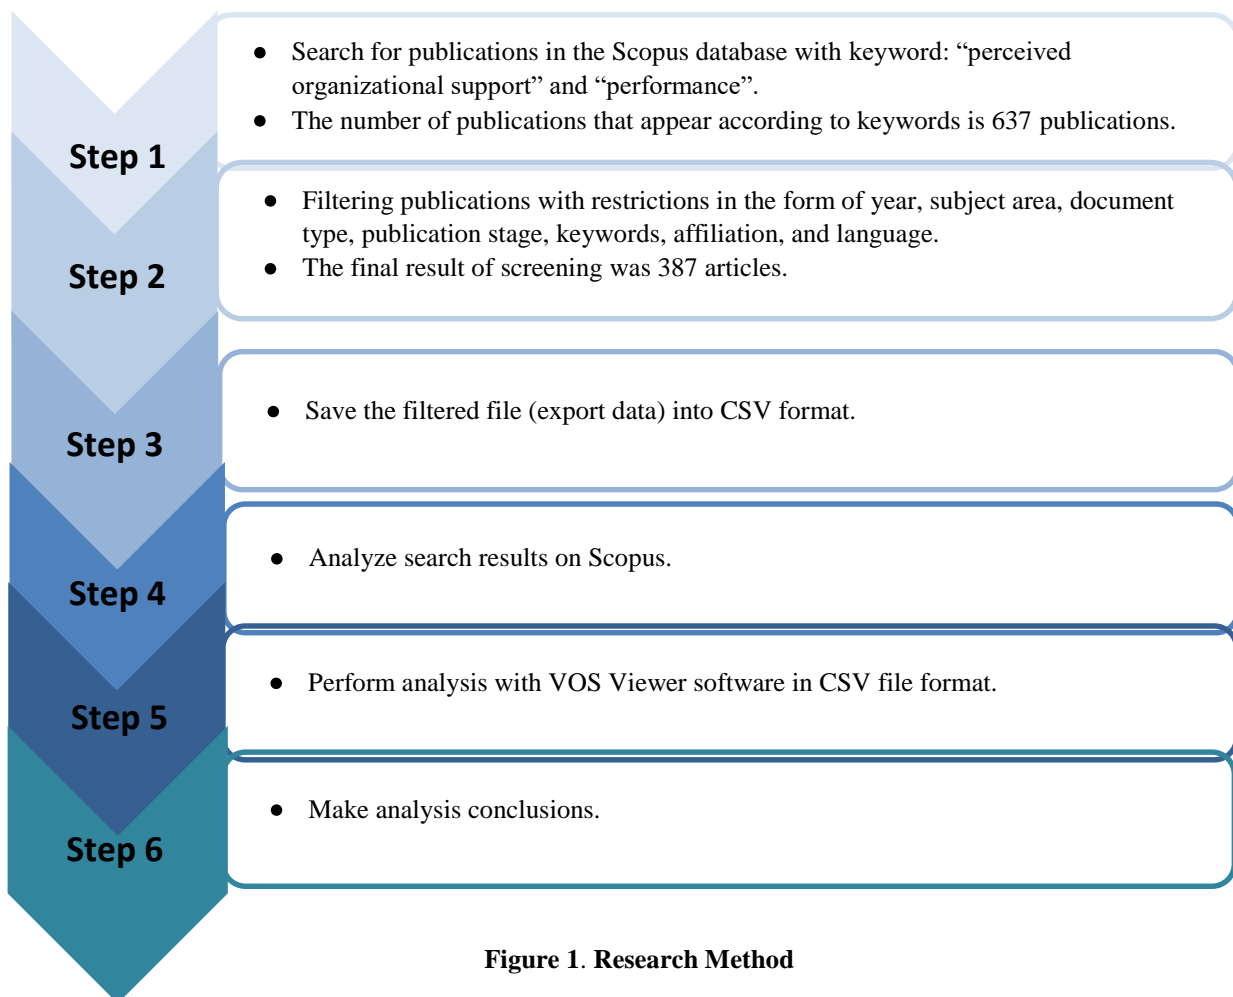 Step 1
● Search for publications in the Scopus database with keyword: “perceived
organizational support” and “performance”.
● The number of publications that appear according to keywords is 637 publications.
Step 2
● Filtering publications with restrictions in the form of year, subject area, document
type, publication stage, keywords, affiliation, and language.
● The final result of screening was 387 articles.
Step 3
● Save the filtered file (export data) into CSV format.
Step 4
● Analyze search results on Scopus.
Step 5
● Perform analysis with VOS Viewer software in CSV file format.
Step 6
● Make analysis conclusions.
Figure 1. Research Method